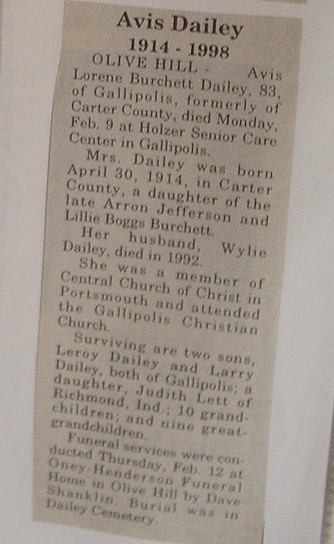 Avis Dailey
1914 - 1998
OLIVE HILL - Avis
Lorene Burchett Dailey, 83,
of Gallipolis, formerly of
Carter County, died Monday,
Feb. 9 at Holzer Senior Care
Center in Gallipolis.
Mrs. Dailey was born
April 30, 1914, in Carter
County, a daughter of the
late Arron Jefferson and
Lillie Boggs Burchett.
Her husband, Wylie
Dailey, died in 1992.
She was a member of
Central Church of Christ in
Portsmouth and attended
the Gallipolis Christian
Church.
Surviving are two sons,
Leroy Dailey and Larry
Dailey, both of Gallipolis; a
daughter, Judith Lett of
Richmond, Ind.; 10 grand-
children; and nine great-
grandchildren.
Funeral services were con-
ducted Thursday, Feb. 12 at
Oney-Henderson Funeral
Home in Olive Hill by Dave
Shanklin. Burial was in
Dailey Cemetery.